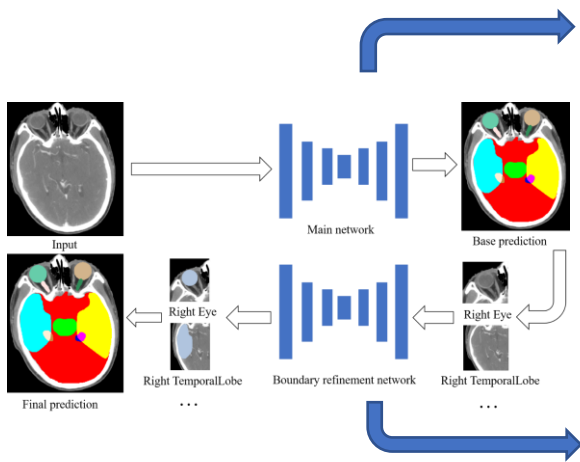 Input
Main network
Base prediction
Right Eye
Right Eye
Right TemporalLobe
Boundary refinement network
Right TemporalLobe
Final prediction
...
...